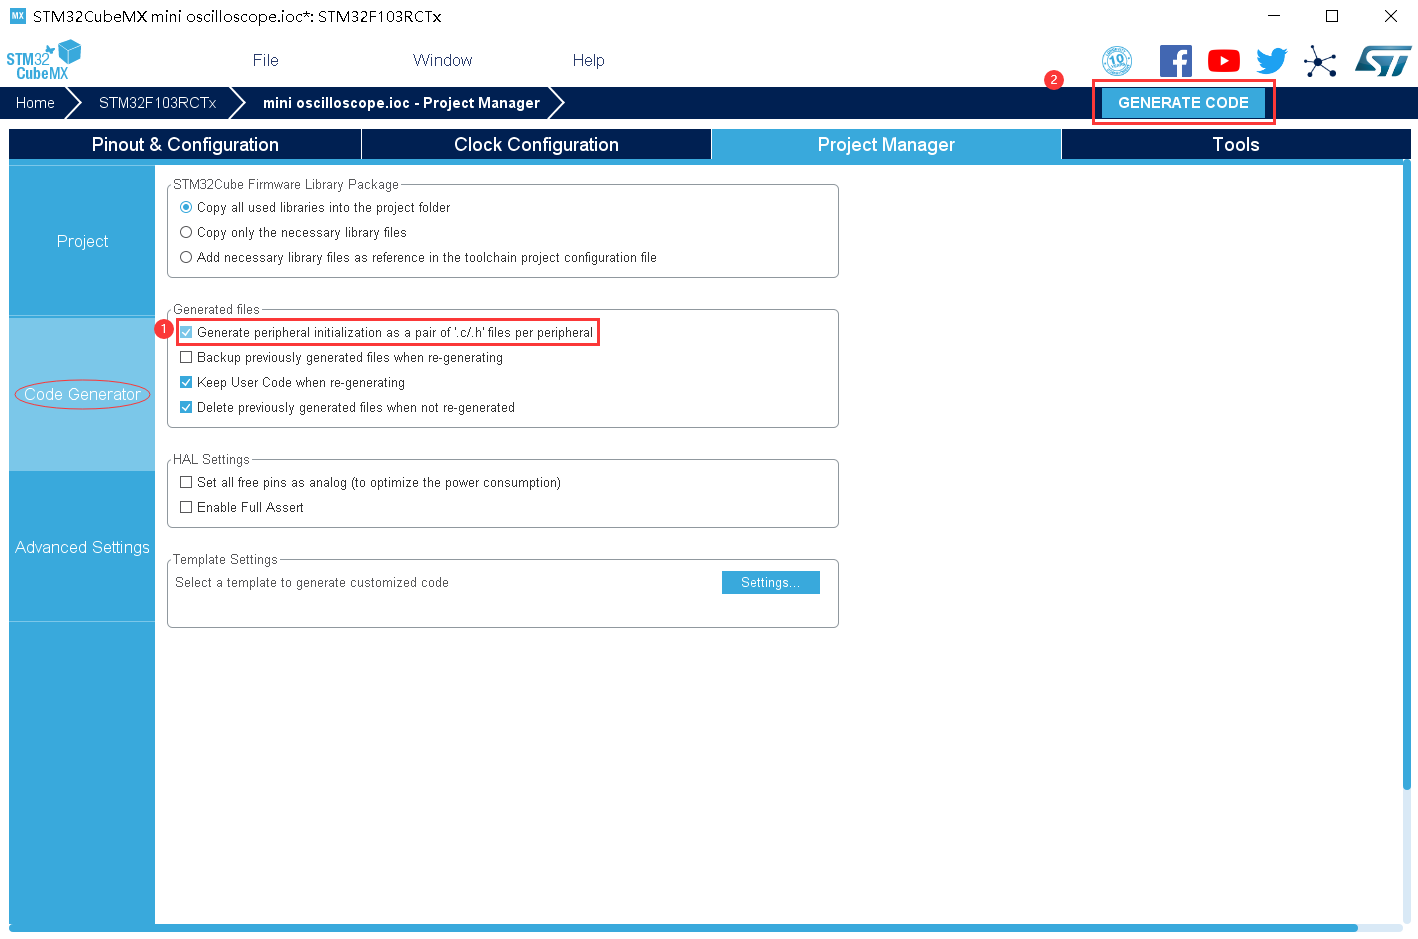 MX STM32CubeMX mini oscilloscope.ioc*: STM32F103RCTx
STM32
CubeMX
File
Window
Help
10
2
Home
STM32F103RCTx
mini oscilloscope.ioc - Project Manager
GENERATE CODE
Pinout & Configuration
Clock Configuration
Project Manager
Tools
Project
Code Generator
Advanced Settings
STM32Cube Firmware Library Package
Copy all used libraries into the project folder
Copy only the necessary library files
Add necessary library files as reference in the toolchain project configuration file
Generated files
1
Generate peripheral initialization as a pair of '.c/.h' files per peripheral
Backup previously generated files when re-generating
Keep User Code when re-generating
Delete previously generated files when not re-generated
HAL Settings
Set all free pins as analog (to optimize the power consumption)
Enable Full Assert
Template Settings
Select a template to generate customized code
Settings...